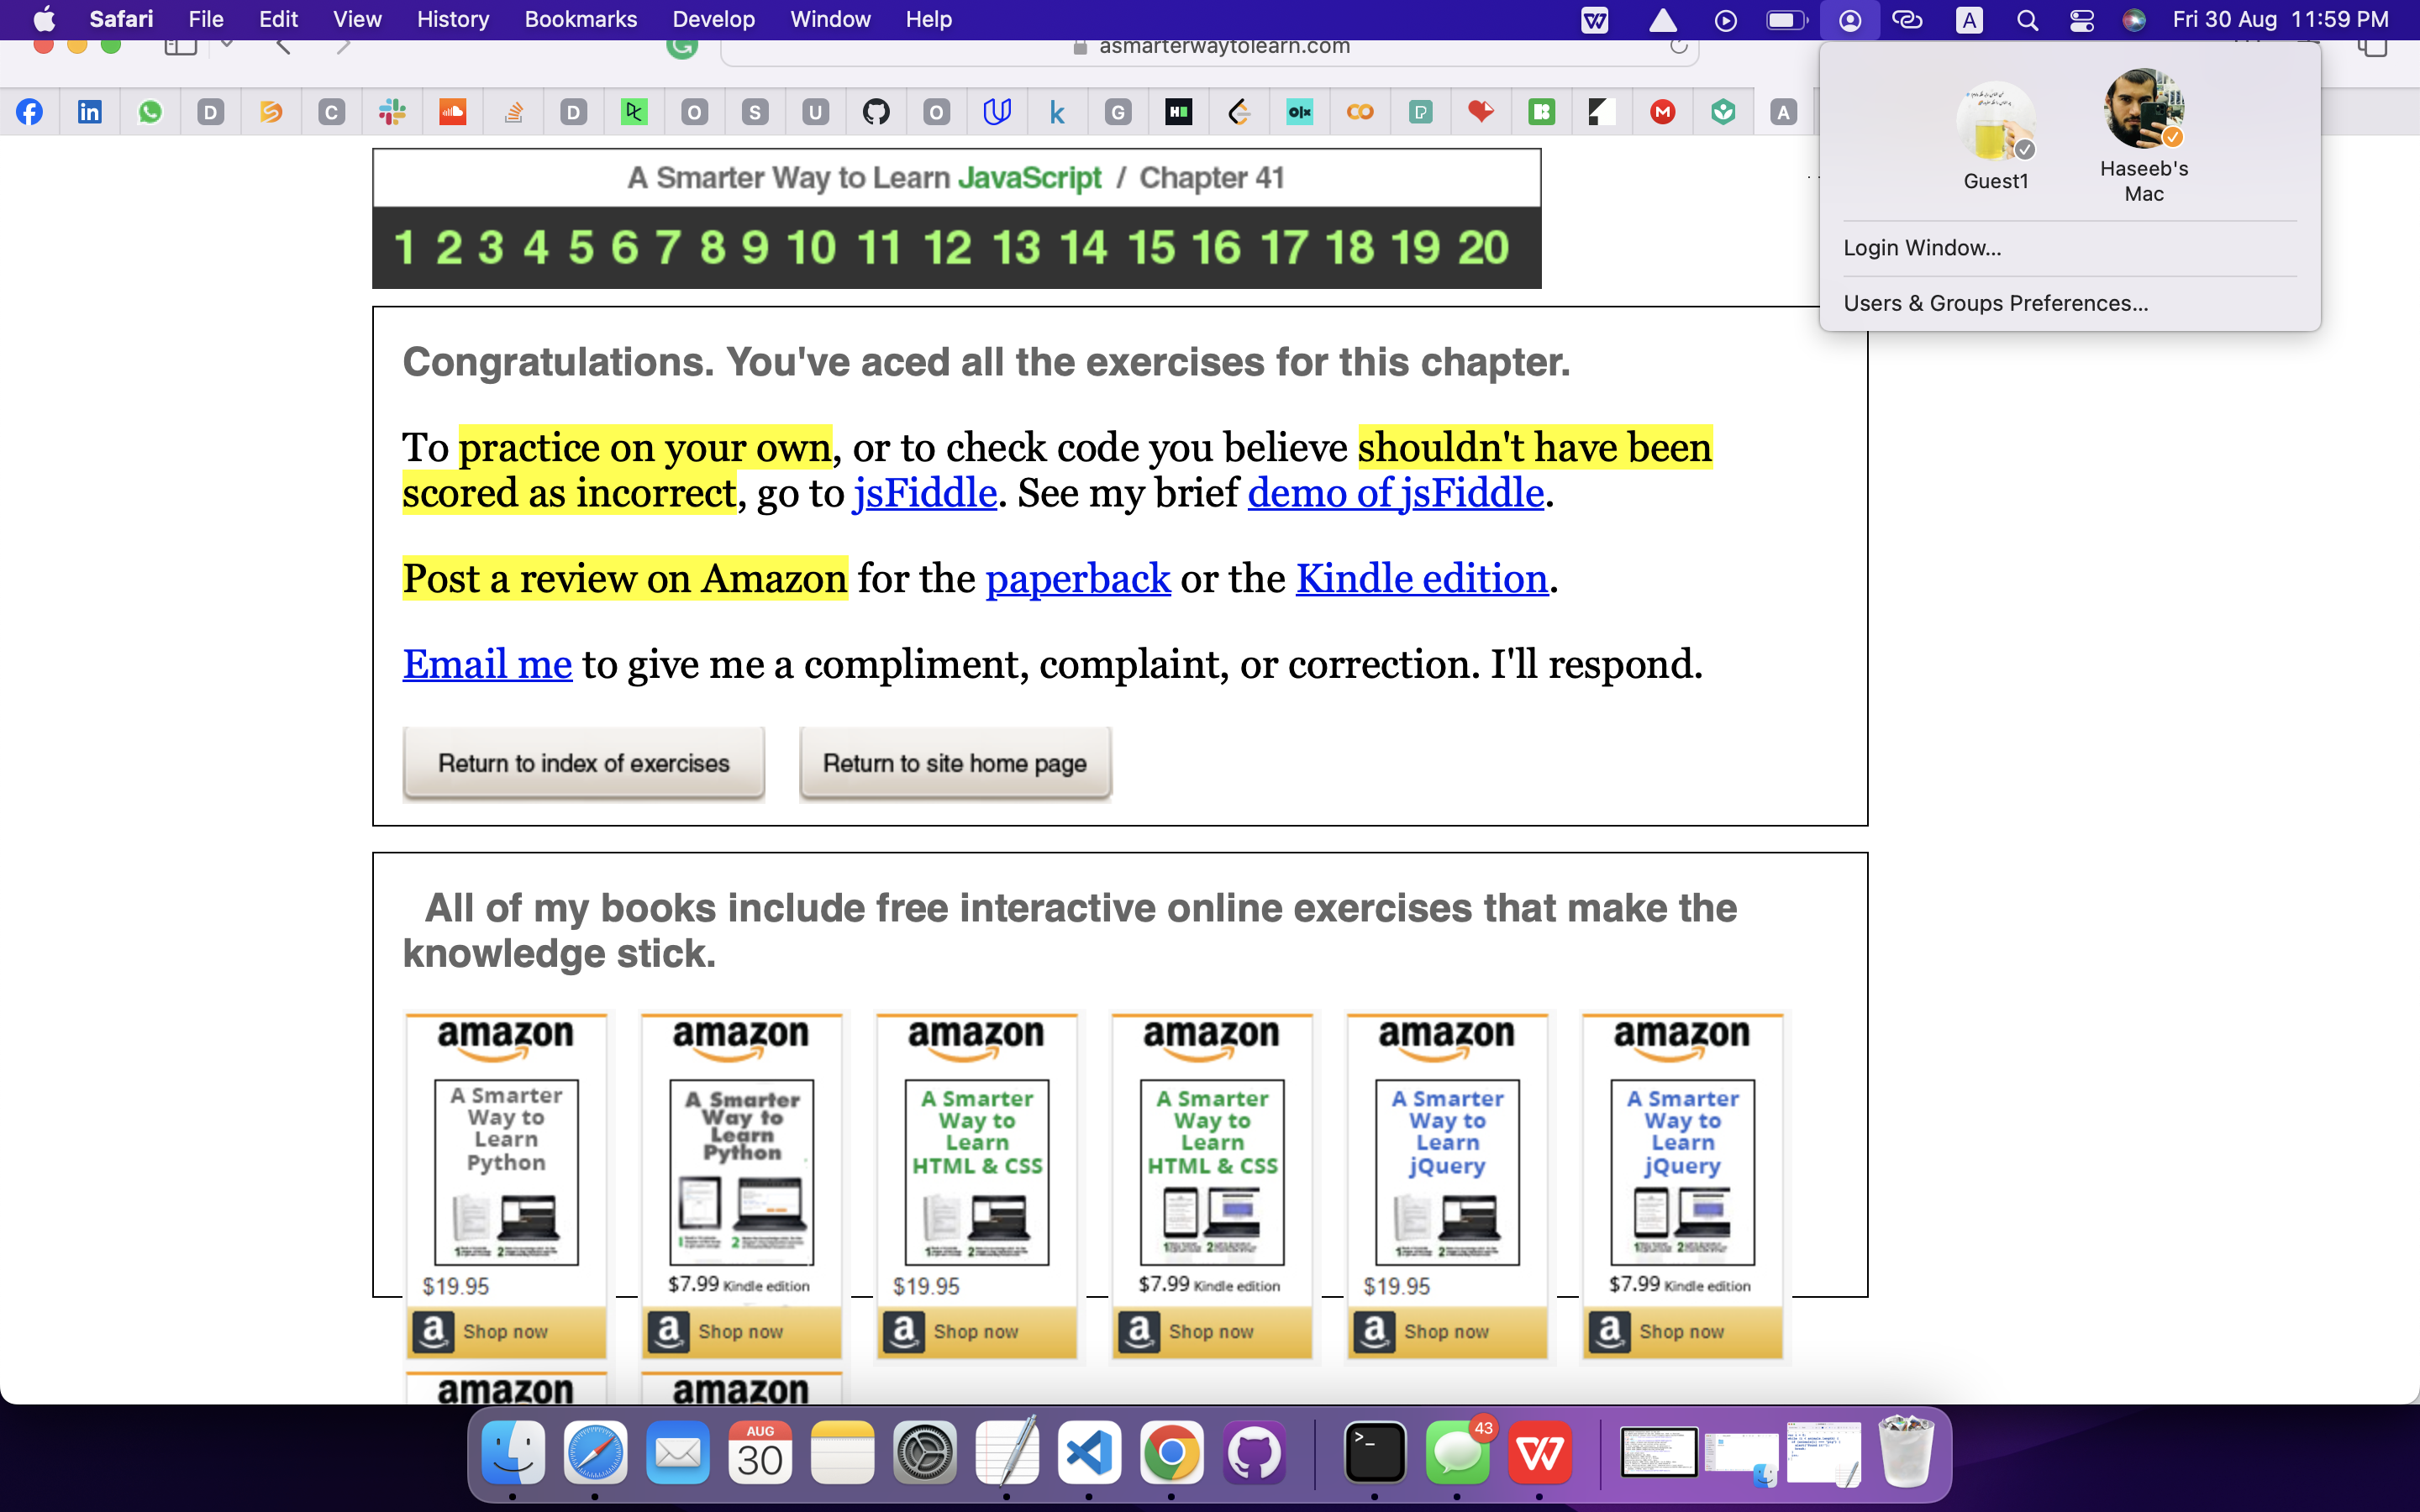 Safari File Edit View History Bookmarks Develop Window Help
A
Fri 30 Aug 11:59 PM
asmarterwaytolearn.com
D C D O S U O G A
Guest1
Haseeb's
Mac
Login Window...
Users & Groups Preferences...
A Smarter Way to Learn JavaScript / Chapter 41
1 2 3 4 5 6 7 8 9 10 11 12 13 14 15 16 17 18 19 20
Congratulations. You've aced all the exercises for this chapter.
To practice on your own, or to check code you believe shouldn't have been
scored as incorrect, go to jsFiddle. See my brief demo of jsFiddle.
Post a review on Amazon for the paperback or the Kindle edition.
Email me to give me a compliment, complaint, or correction. I'll respond.
Return to index of exercises
Return to site home page
All of my books include free interactive online exercises that make the
knowledge stick.
amazon
A Smarter
Way to
Learn
Python
$19.95
Shop now
amazon
A Smarter
Way to
Learn
Python
$7.99 Kindle edition
Shop now
amazon
A Smarter
Way to
Learn
HTML & CSS
$19.95
Shop now
amazon
A Smarter
Way to
Learn
HTML & CSS
$7.99 Kindle edition
Shop now
amazon
A Smarter
Way to
Learn
jQuery
$19.95
Shop now
amazon
A Smarter
Way to
Learn
jQuery
$7.99 Kindle edition
Shop now
amazon
amazon
AUG
30
43